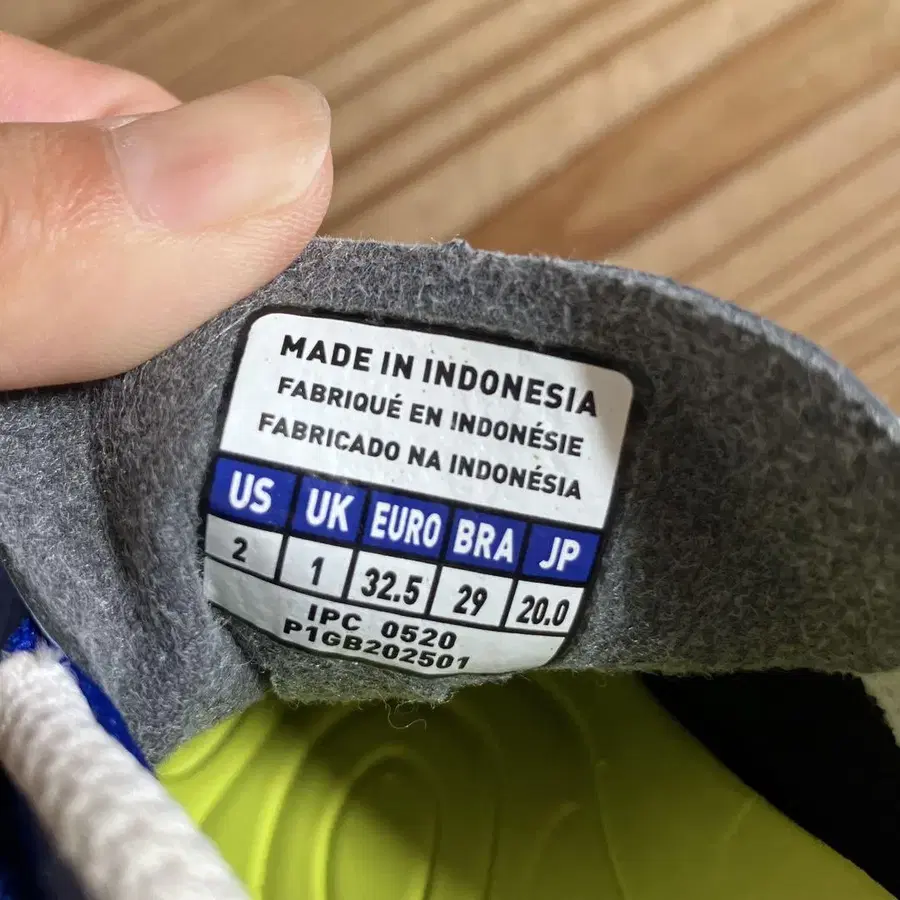 MADE IN INDONESIA
FABRIQUÉ EN INDONÉSIE
FABRICADO NA INDONÉSIA
US UK EURO BRA JP
2 1 32.5 29 20.0
IPC 0520
P1GB202501